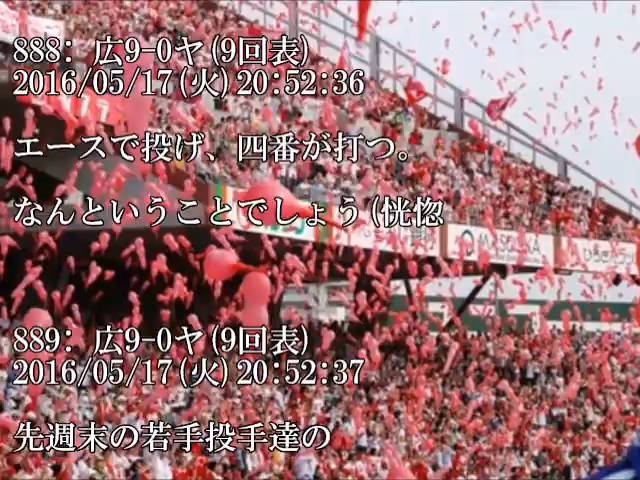 888: 広9-0ヤ(9回表)
2016/05/17(火)20:52:36
エースで投げ、四番が打つ。
なんということでしょう(恍惚
889: 広9-0ヤ(9回表)
2016/05/17(火)20:52:37
先週末の若手投手達の